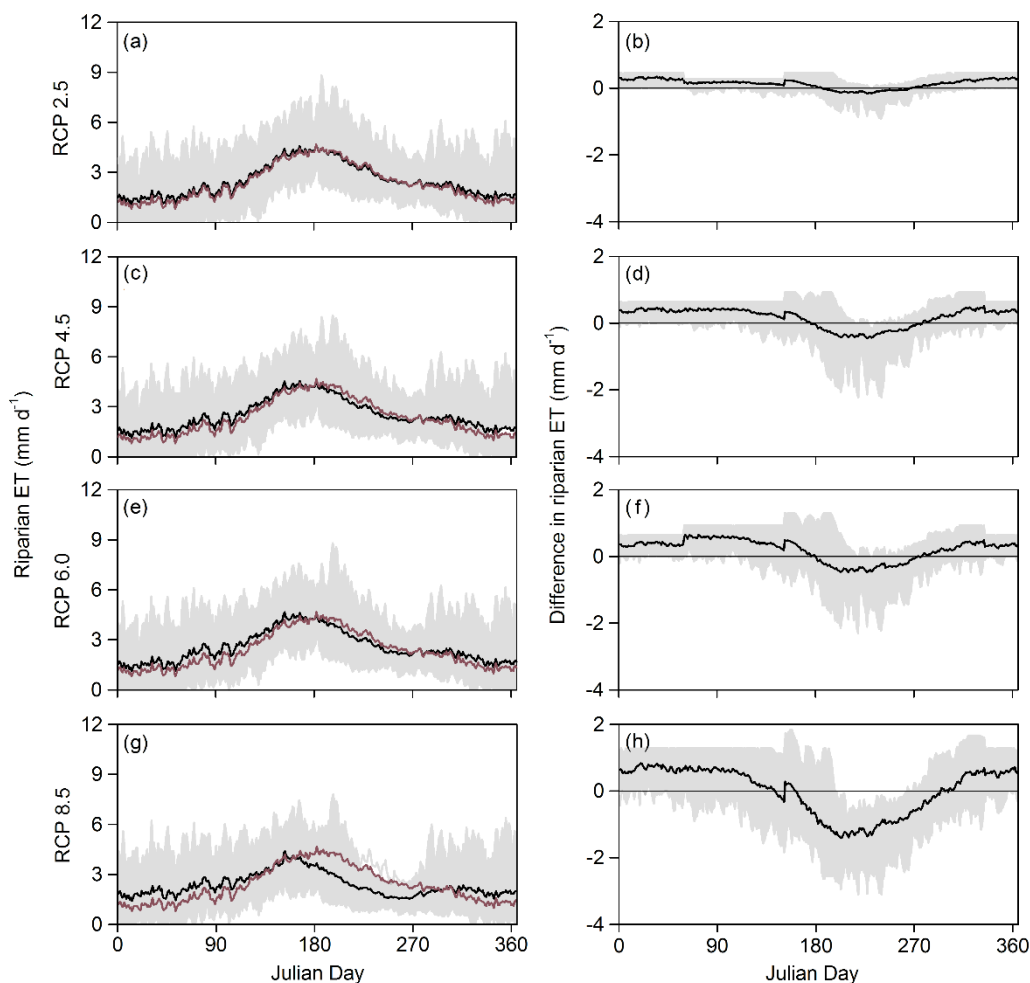 Riparian ET (mm d-1)
Difference in riparian ET (mm d-1)
RCP 2.5
12
9
6
3
0
(a)
2
0
-2
-4
(b)
RCP 4.5
12
9
6
3
0
(c)
2
0
-2
-4
(d)
RCP 6.0
12
9
6
3
0
(e)
2
0
-2
-4
(f)
RCP 8.5
12
9
6
3
0
(g)
2
0
-2
-4
(h)
0 90 180 270 360
0 90 180 270 360
Julian Day
Julian Day